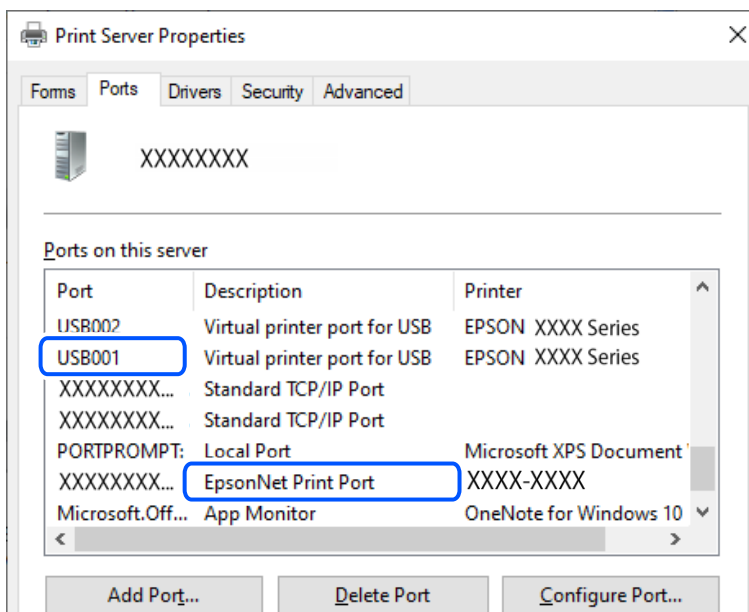 Print Server Properties
Forms Ports Drivers Security Advanced
XXXXXXXX
Ports on this server
Port Description Printer
USB002 Virtual printer port for USB EPSON XXXX Series
USB001 Virtual printer port for USB EPSON XXXX Series
XXXXXXXX... Standard TCP/IP Port
XXXXXXXX... Standard TCP/IP Port
PORTPROMPT: Local Port Microsoft XPS Document
XXXXXXXX... EpsonNet Print Port XXXX-XXXX
Microsoft.Off... App Monitor OneNote for Windows 10
Add Port... Delete Port Configure Port...